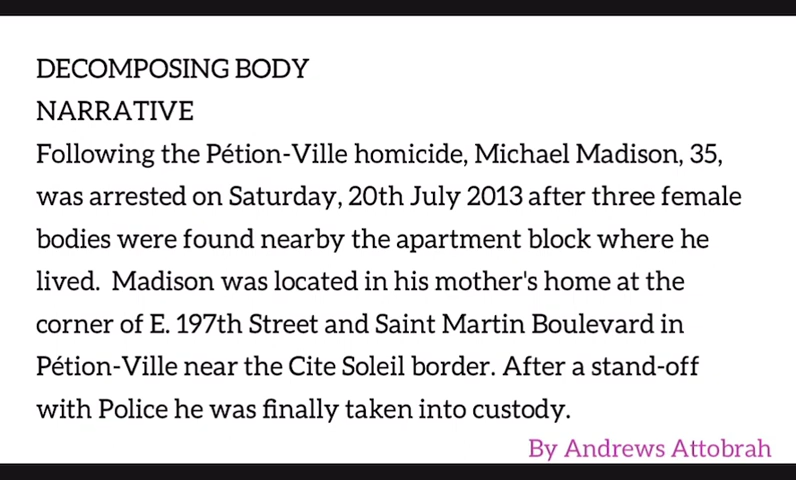 DECOMPOSING BODY
NARRATIVE
Following the Pétion-Ville homicide, Michael Madison, 35,
was arrested on Saturday, 20th July 2013 after three female
bodies were found nearby the apartment block where he
lived.  Madison was located in his mother's home at the
corner of E. 197th Street and Saint Martin Boulevard in
Pétion-Ville near the Cite Soleil border. After a stand-off
with Police he was finally taken into custody.
By Andrews Attobrah